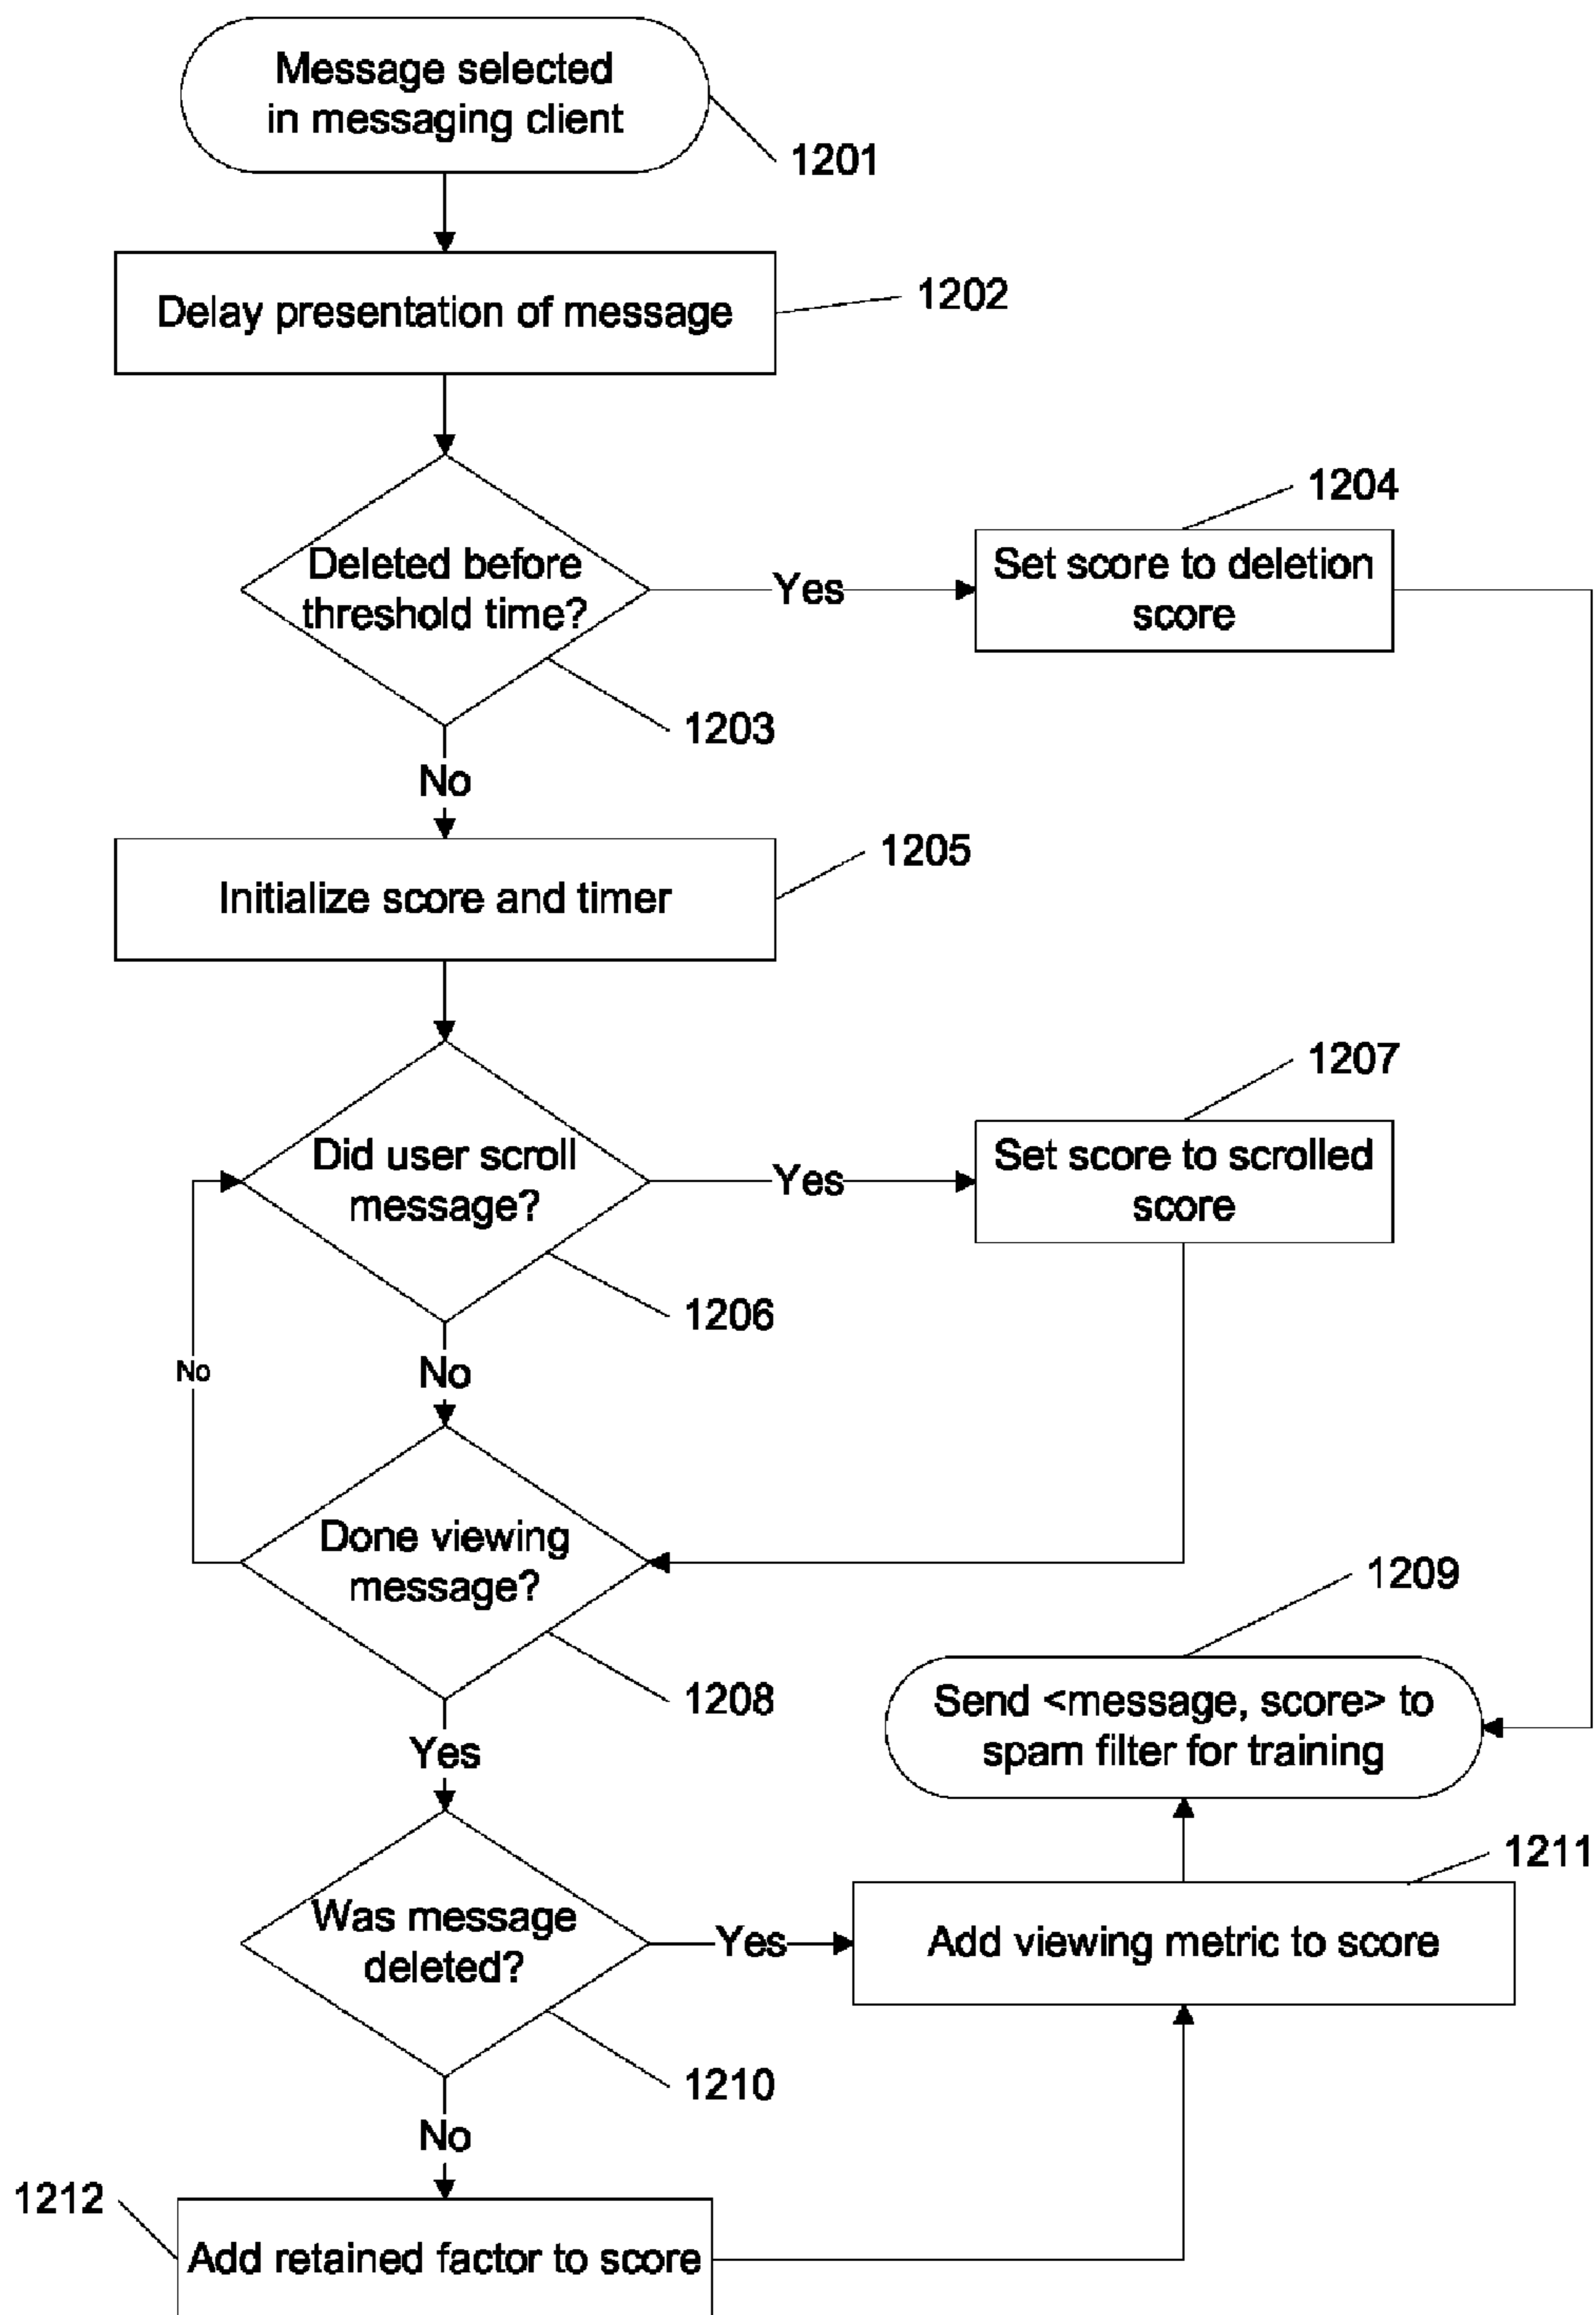 Message selected
in messaging client
1201
Delay presentation of message
1202
Deleted before
threshold time?
1203
Yes
Set score to deletion
score
1204
No
Initialize score and timer
1205
Did user scroll
message?
1206
Yes
Set score to scrolled
score
1207
No
No
Done viewing
message?
1208
Yes
Send <message, score> to
spam filter for training
1209
Was message
deleted?
1210
Yes
Add viewing metric to score
1211
No
Add retained factor to score
1212